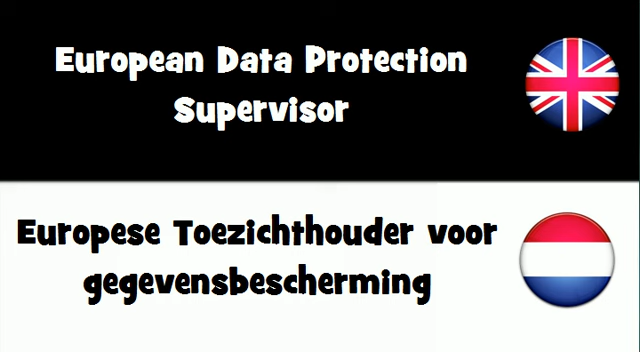 European Data Protection
Supervisor
Europese Toezichthouder voor
gegevensbescherming